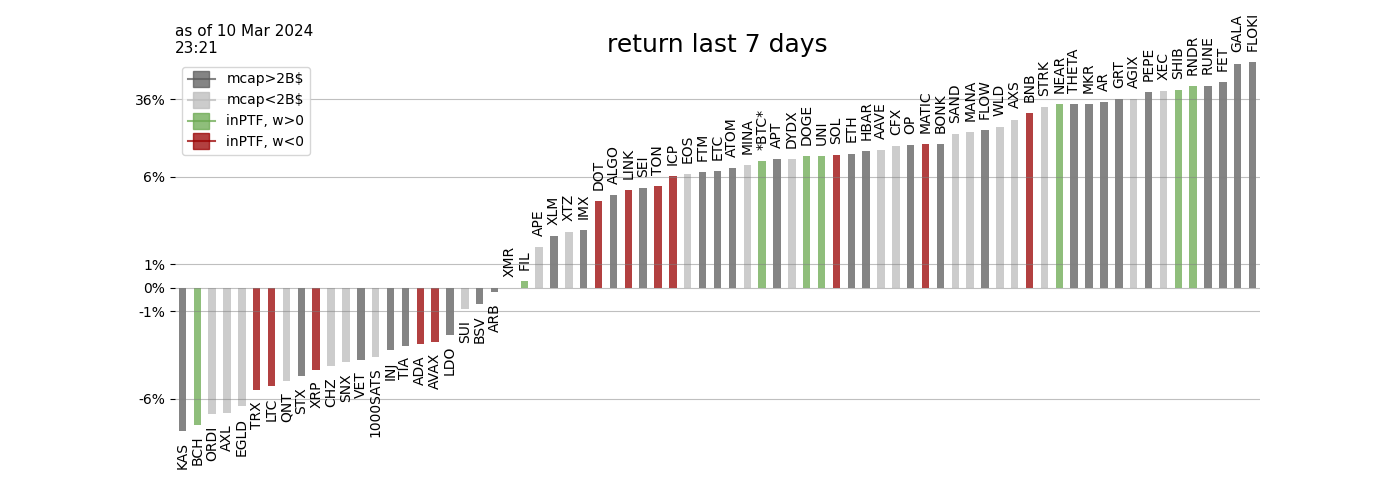 as of 10 Mar 2024
23:21
return last 7 days
mcap>2B$
mcap<2B$
inPTF, w>0
inPTF, w<0
36%
6%
1%
0%
-1%
-6%
KAS
BCH
ORDI
AXL
EGLD
TRX
LTC
QNT
STX
XRP
CHZ
SNX
VET
1000SATS
INJ
TIA
ADA
AVAX
LDO
SUI
BSV
ARB
XMR
FIL
APE
XLM
XTZ
IMX
DOT
ALGO
LINK
SEI
TON
ICP
EOS
FTM
ETC
ATOM
MINA
*BTC*
APT
DYDX
DOGE
UNI
SOL
ETH
HBAR
AAVE
CFX
OP
MATIC
BONK
SAND
MANA
FLOW
WLD
AXS
BNB
STRK
NEAR
THETA
MKR
AR
GRT
AGIX
PEPE
XEC
SHIB
RNDR
RUNE
FET
GALA
FLOKI